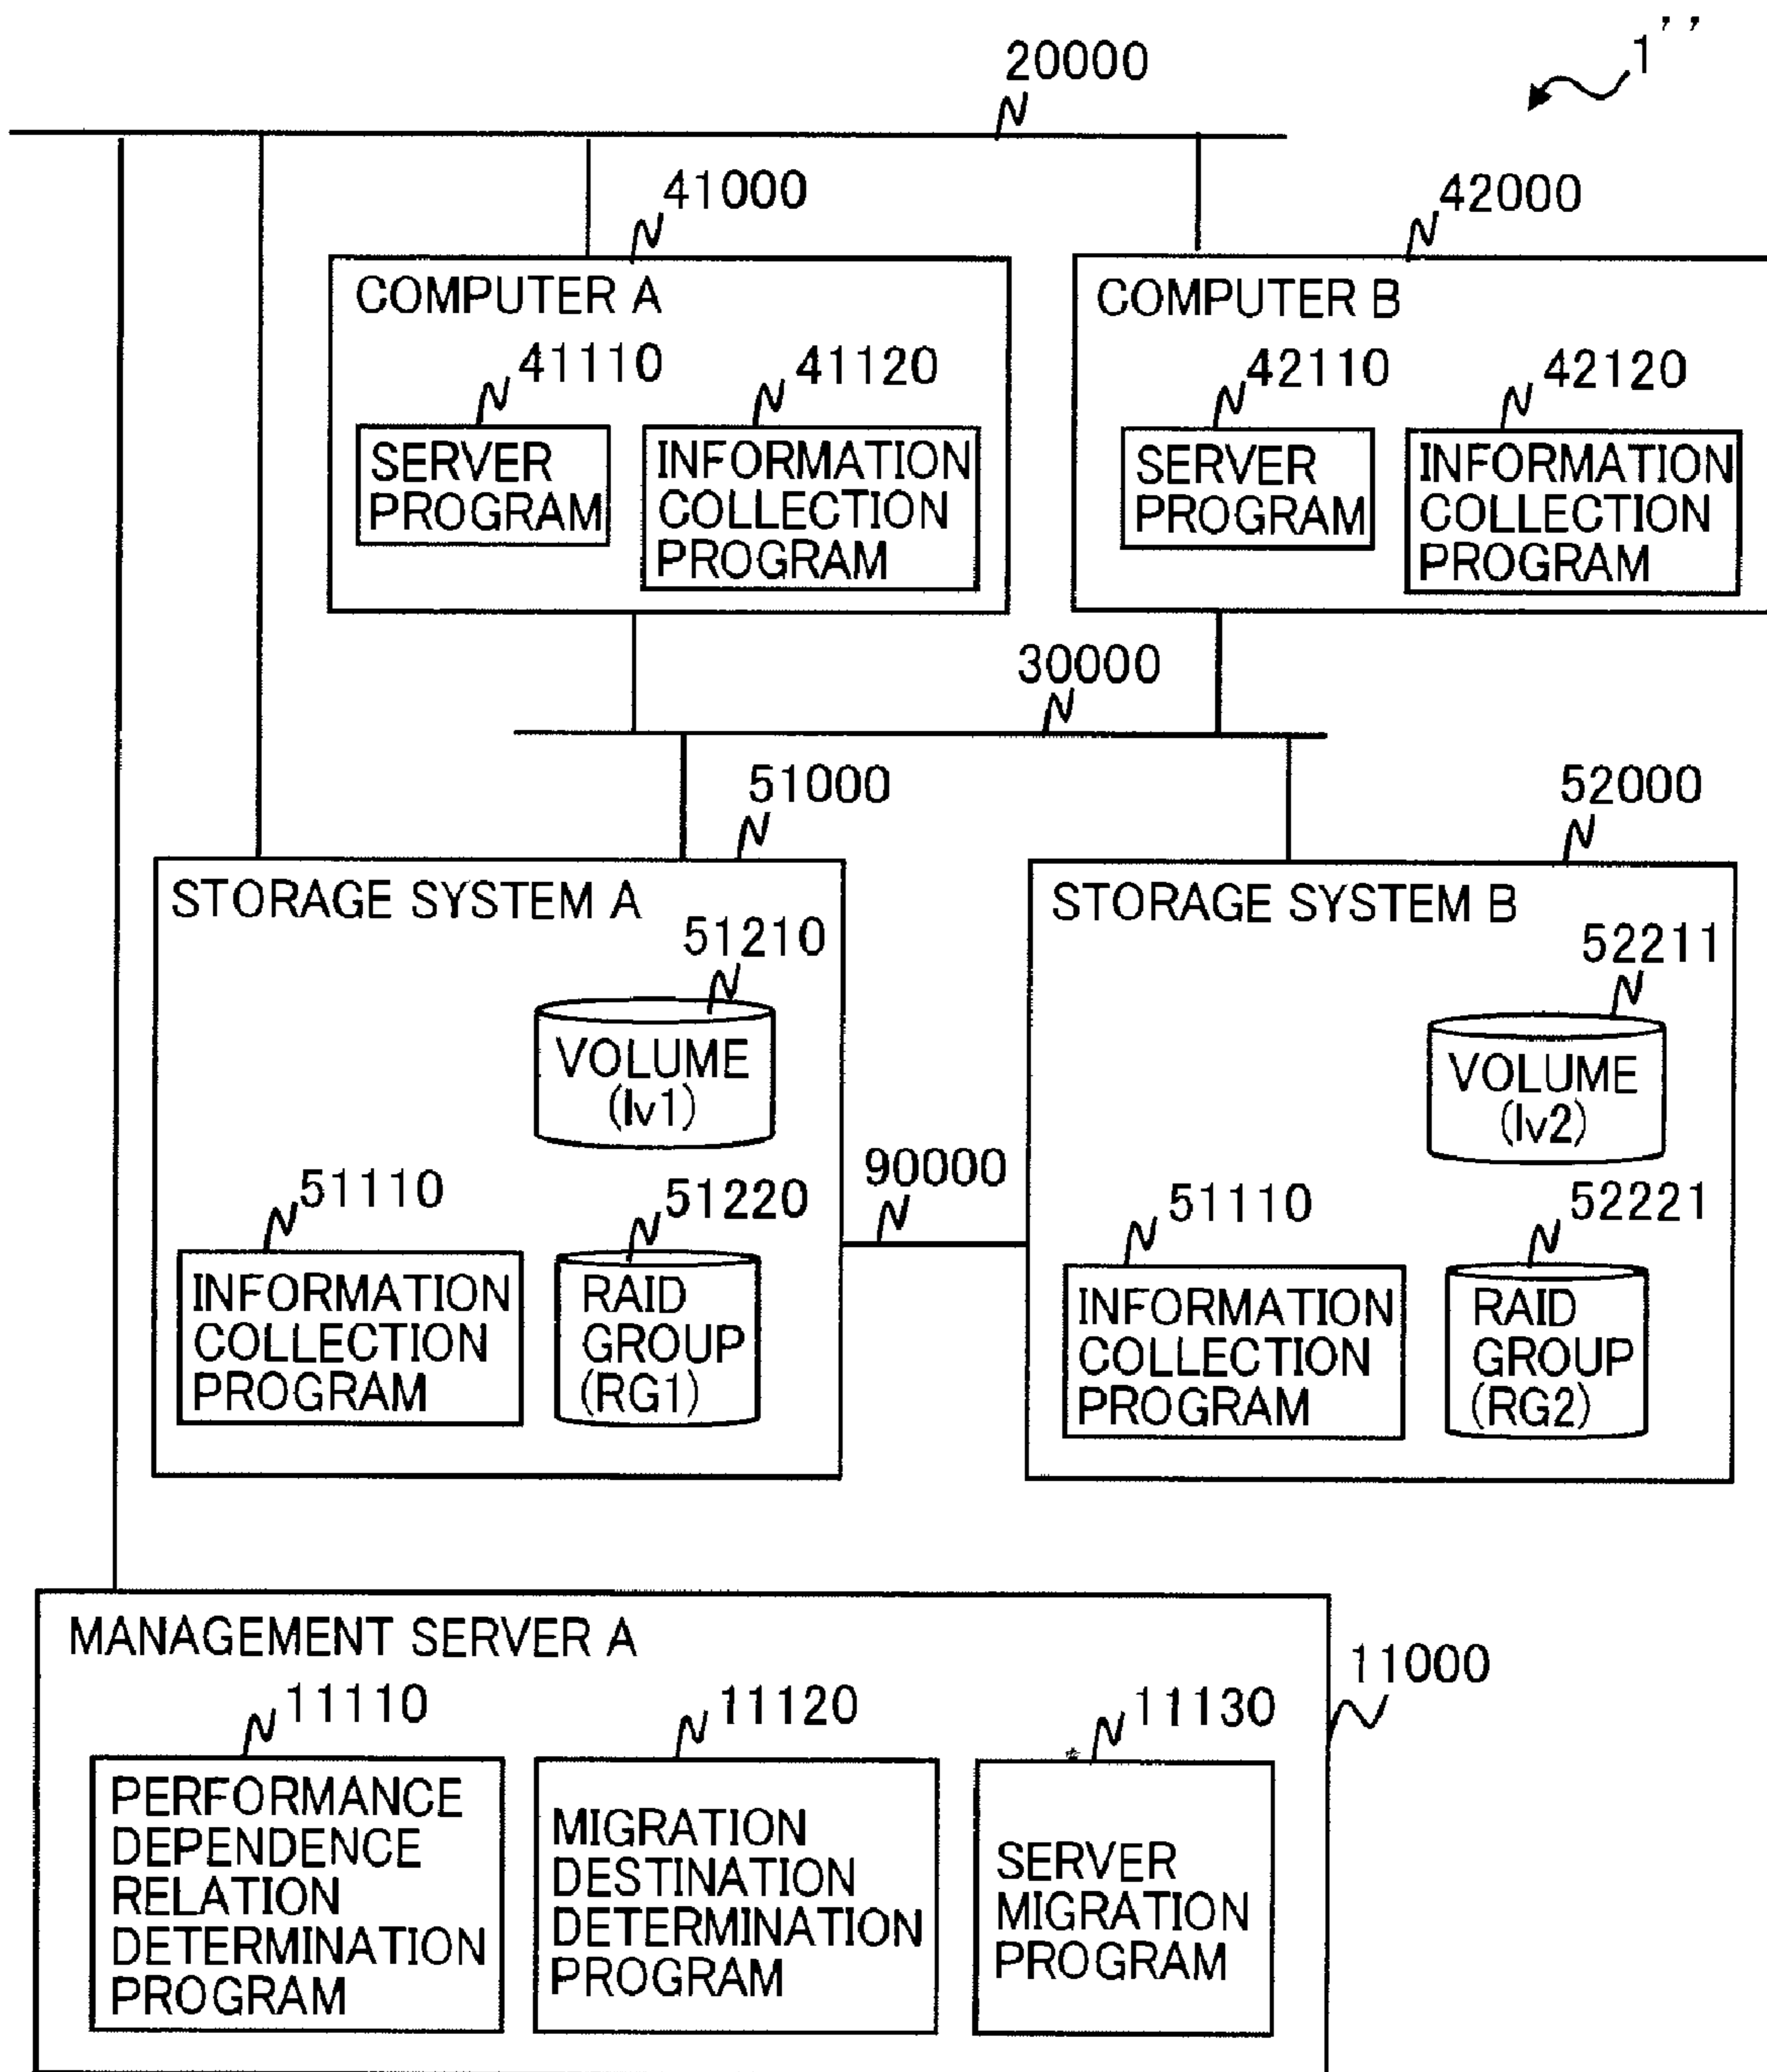 1''
20000
41000
42000
COMPUTER A
COMPUTER B
41110
41120
42110
42120
SERVER
PROGRAM
INFORMATION
COLLECTION
PROGRAM
SERVER
PROGRAM
INFORMATION
COLLECTION
PROGRAM
30000
51000
52000
STORAGE SYSTEM A
STORAGE SYSTEM B
51210
52211
VOLUME
(lv1)
VOLUME
(lv2)
90000
51110
51220
51110
52221
INFORMATION
COLLECTION
PROGRAM
RAID
GROUP
(RG1)
INFORMATION
COLLECTION
PROGRAM
RAID
GROUP
(RG2)
MANAGEMENT SERVER A
11000
11110
11120
11130
PERFORMANCE
DEPENDENCE
RELATION
DETERMINATION
PROGRAM
MIGRATION
DESTINATION
DETERMINATION
PROGRAM
SERVER
MIGRATION
PROGRAM